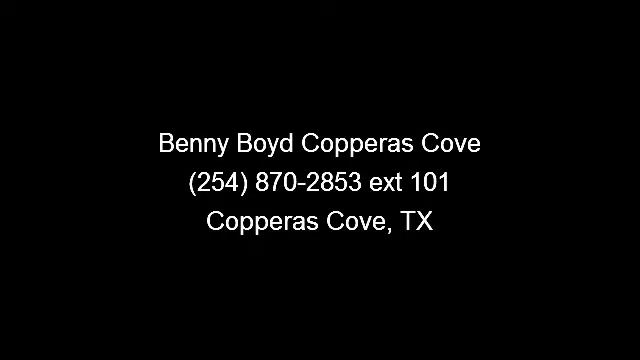 Benny Boyd Copperas Cove
(254) 870-2853 ext 101
Copperas Cove, TX